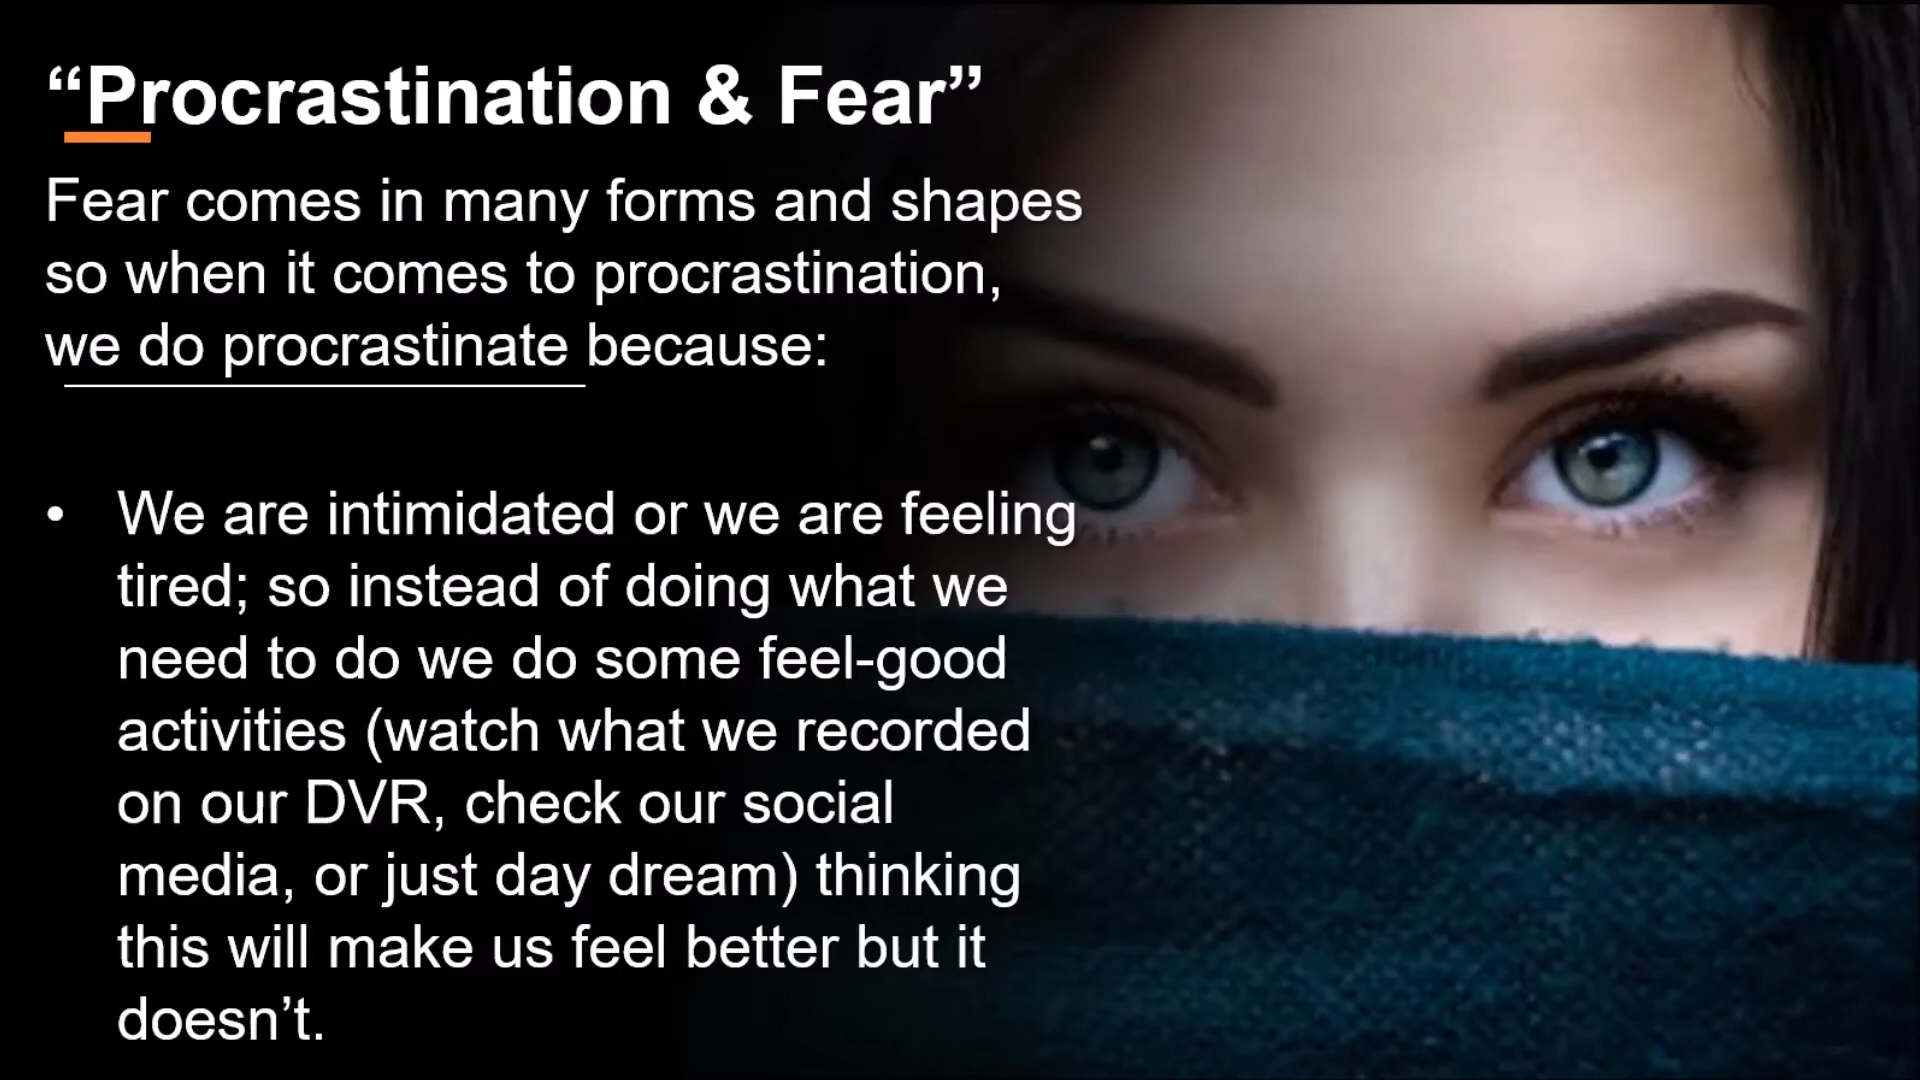 “Procrastination & Fear”
Fear comes in many forms and shapes
so when it comes to procrastination,
we do procrastinate because:
• We are intimidated or we are feeling
tired; so instead of doing what we
need to do we do some feel-good
activities (watch what we recorded
on our DVR, check our social
media, or just day dream) thinking
this will make us feel better but it
doesn’t.